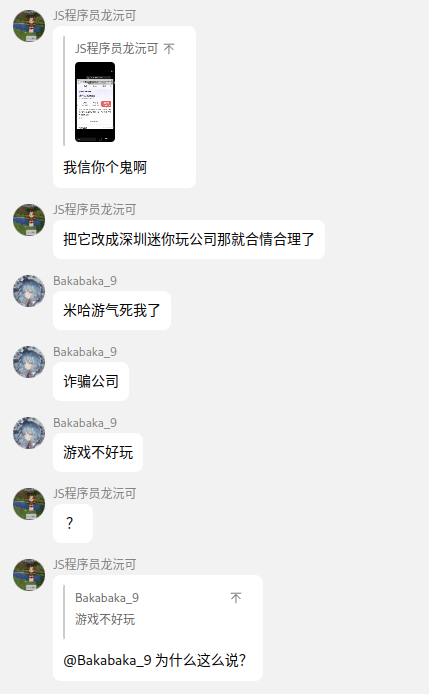 JS程序员龙沅可
JS程序员龙沅可
我信你个鬼啊
JS程序员龙沅可
把它改成深圳迷你玩公司那就合情合理了
Bakabaka_9
米哈游气死我了
Bakabaka_9
诈骗公司
Bakabaka_9
游戏不好玩
JS程序员龙沅可
？
JS程序员龙沅可
Bakabaka_9
游戏不好玩
@Bakabaka_9 为什么这么说？